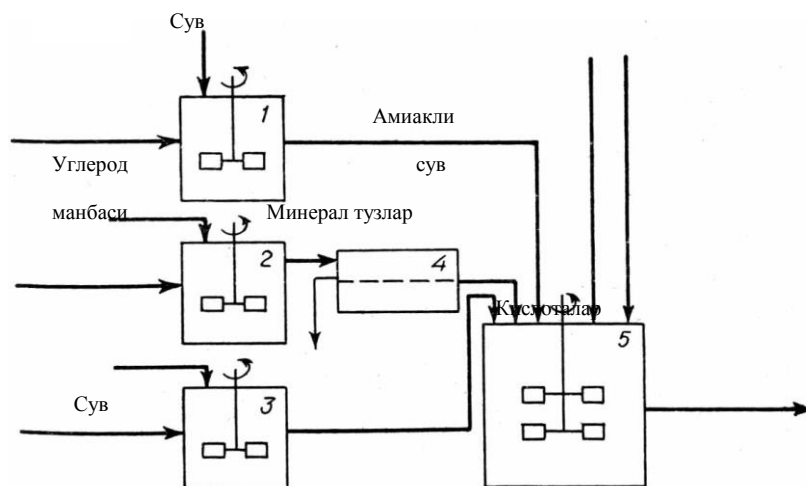 Сув
1
Амиакли
сув
Углерод
манбаси
Минерал тузлар
2
4
Кислоталар
5
Сув
3